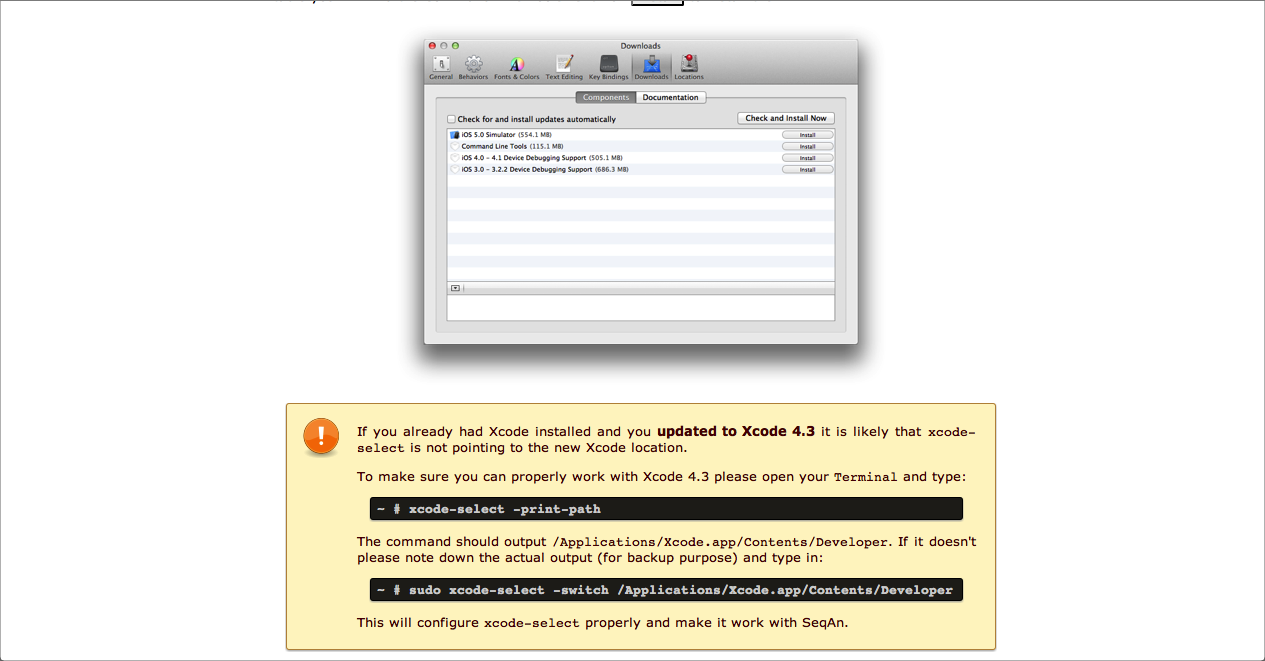 Downloads
General Behaviors Fonts & Colors Text Editing Key Bindings Downloads Locations
Components Documentation
Check for and install updates automatically Check and Install Now
iOS 5.0 Simulator (554.1 MB) Install
Command Line Tools (115.1 MB) Install
iOS 4.0 – 4.1 Device Debugging Support (505.1 MB) Install
iOS 3.0 – 3.2.2 Device Debugging Support (686.3 MB) Install
If you already had Xcode installed and you updated to Xcode 4.3 it is likely that xcode-
select is not pointing to the new Xcode location.
To make sure you can properly work with Xcode 4.3 please open your Terminal and type:
~ # xcode-select -print-path
The command should output /Applications/Xcode.app/Contents/Developer. If it doesn't
please note down the actual output (for backup purpose) and type in:
~ # sudo xcode-select -switch /Applications/Xcode.app/Contents/Developer
This will configure xcode-select properly and make it work with SeqAn.